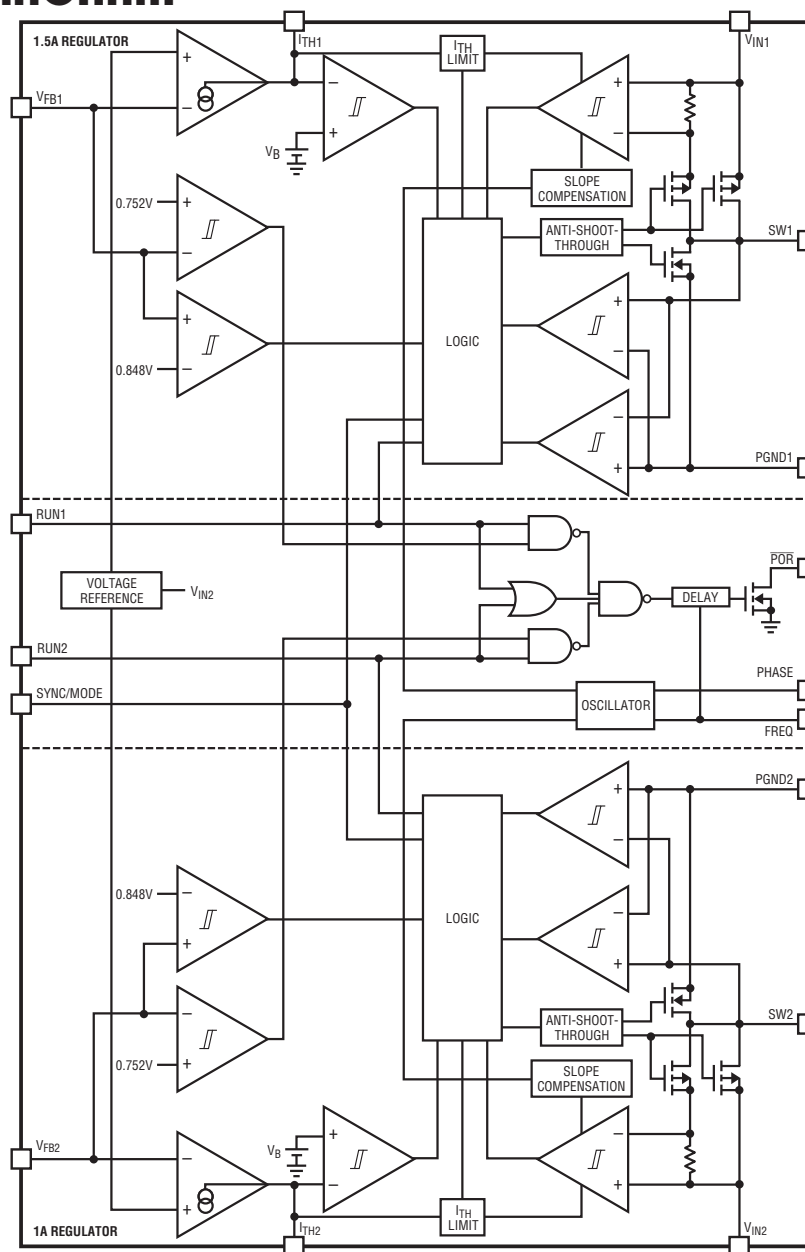 1.5A REGULATOR
ITH1
VIN1
ITH
LIMIT
+
−
−
+
VFB1
+
−
VB
SLOPE
COMPENSATION
0.752V
+
−
ANTI-SHOOT-
THROUGH
SW1
+
−
0.848V
LOGIC
+
−
−
+
PGND1
RUN1
POR
VOLTAGE
REFERENCE
VIN2
DELAY
RUN2
PHASE
SYNC/MODE
OSCILLATOR
FREQ
PGND2
+
−
0.848V
−
+
LOGIC
−
+
−
+
0.752V
ANTI-SHOOT-
THROUGH
SW2
SLOPE
COMPENSATION
VFB2
−
+
VB
+
−
−
+
ITH
LIMIT
1A REGULATOR
ITH2
VIN2